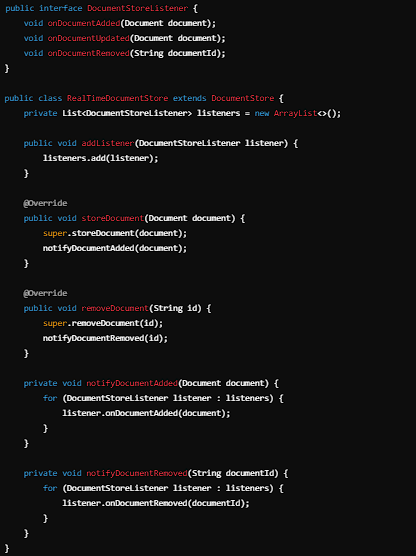 public interface DocumentStoreListener {
    void onDocumentAdded(Document document);
    void onDocumentUpdated(Document document);
    void onDocumentRemoved(String documentId);
}

public class RealTimeDocumentStore extends DocumentStore {
    private List<DocumentStoreListener> listeners = new ArrayList<>();

    public void addListener(DocumentStoreListener listener) {
        listeners.add(listener);
    }

    @Override
    public void storeDocument(Document document) {
        super.storeDocument(document);
        notifyDocumentAdded(document);
    }

    @Override
    public void removeDocument(String id) {
        super.removeDocument(id);
        notifyDocumentRemoved(id);
    }

    private void notifyDocumentAdded(Document document) {
        for (DocumentStoreListener listener : listeners) {
            listener.onDocumentAdded(document);
        }
    }

    private void notifyDocumentRemoved(String documentId) {
        for (DocumentStoreListener listener : listeners) {
            listener.onDocumentRemoved(documentId);
        }
    }
}